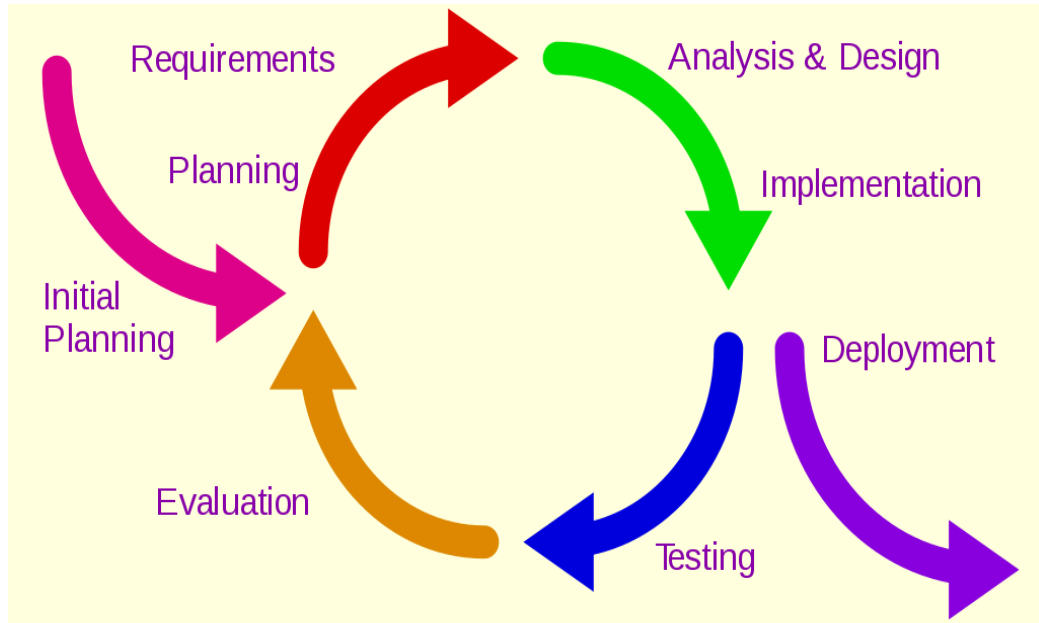 Requirements
Analysis & Design
Planning
Implementation
Initial
Planning
Deployment
Evaluation
Testing